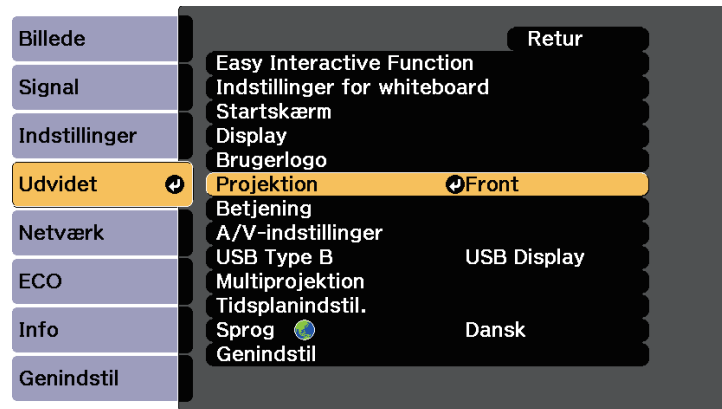 Billede
Signal
Indstillinger
Udvidet
Netværk
ECO
Info
Genindstil
Retur
Easy Interactive Function
Indstillinger for whiteboard
Startskærm
Display
Brugerlogo
Projektion Front
Betjening
A/V-indstillinger
USB Type B USB Display
Multiprojektion
Tidsplanindstil.
Sprog Dansk
Genindstil